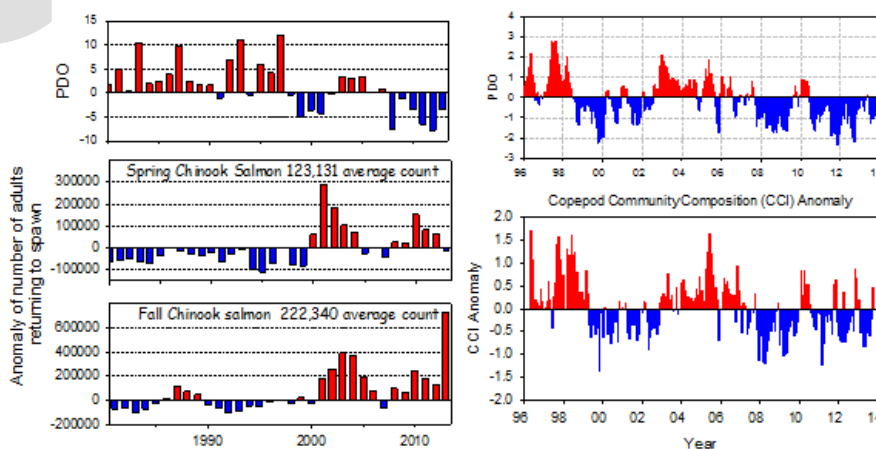 15
10
5
0
-5
-10
PDO
Spring Chinook Salmon 123,131 average count
300000
200000
100000
0
-100000
Fall Chinook salmon 222,340 average count
600000
400000
200000
0
-200000
Anomaly of number of adults
returning to spawn
1990 2000 2010
4
3
2
1
0
-1
-2
-3
PDO
96 98 00 02 04 06 08 10 12 14
Copepod CommunityComposition (CCI) Anomaly
2.0
1.5
1.0
0.5
0.0
-0.5
-1.0
-1.5
-2.0
CCI Anomaly
96 98 00 02 04 06 08 10 12 14
Year